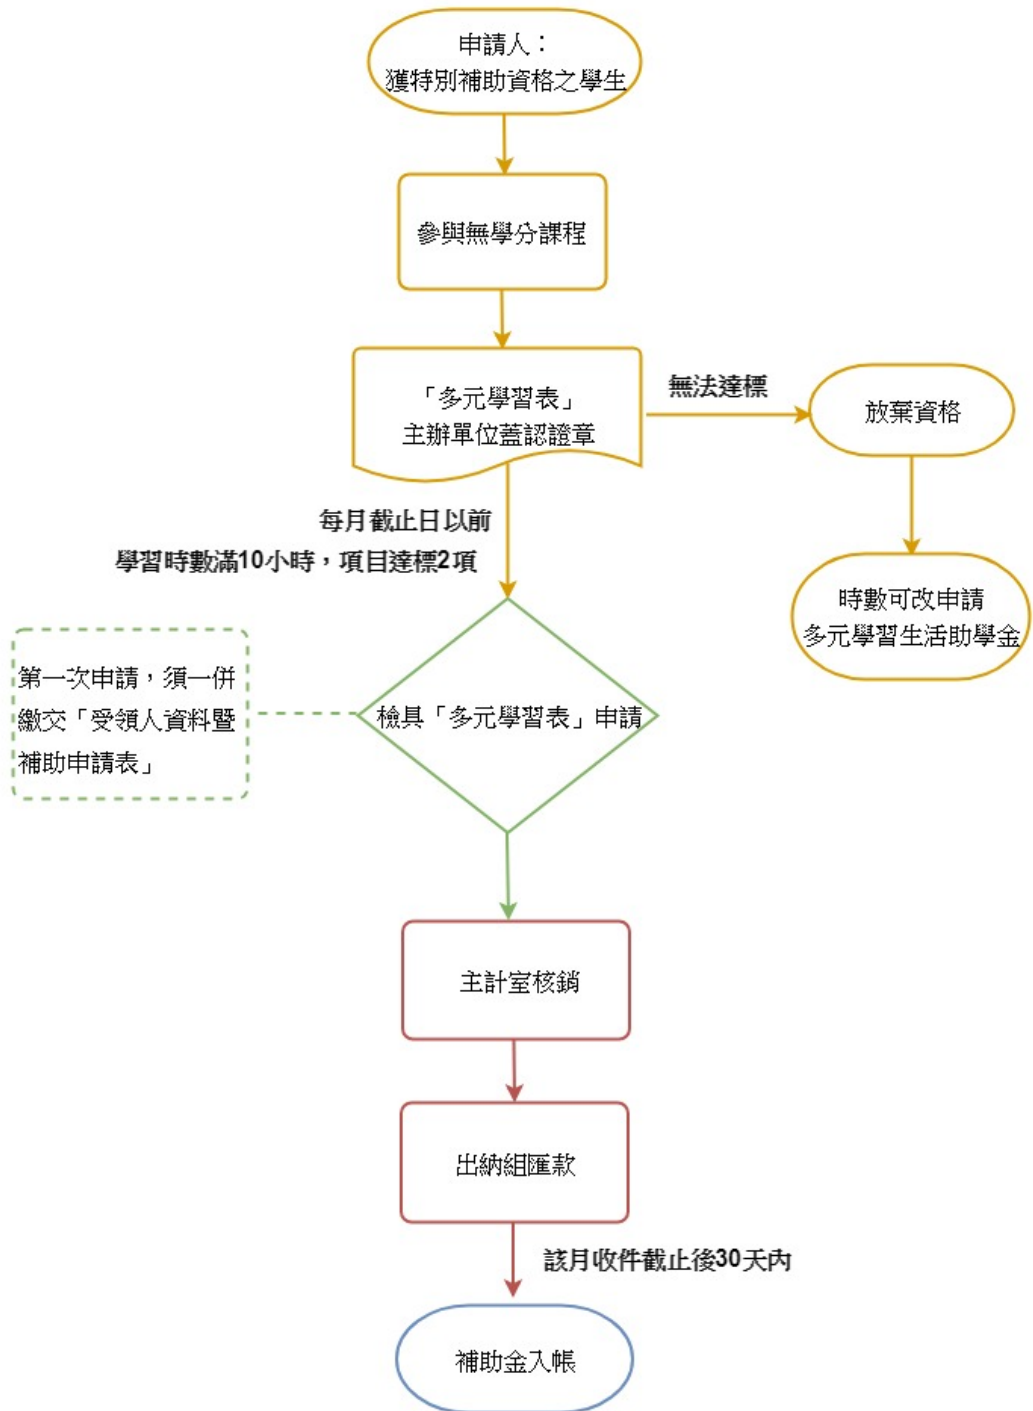 申請人：
獲特別補助資格之學生
參與無學分課程
「多元學習表」
主辦單位蓋認證章
無法達標
放棄資格
每月截止日以前
學習時數滿10小時，項目達標2項
時數可改申請
多元學習生活助學金
第一次申請，須一併
繳交「受領人資料暨
補助申請表」
檢具「多元學習表」申請
主計室核銷
出納組匯款
該月收件截止後30天內
補助金入帳